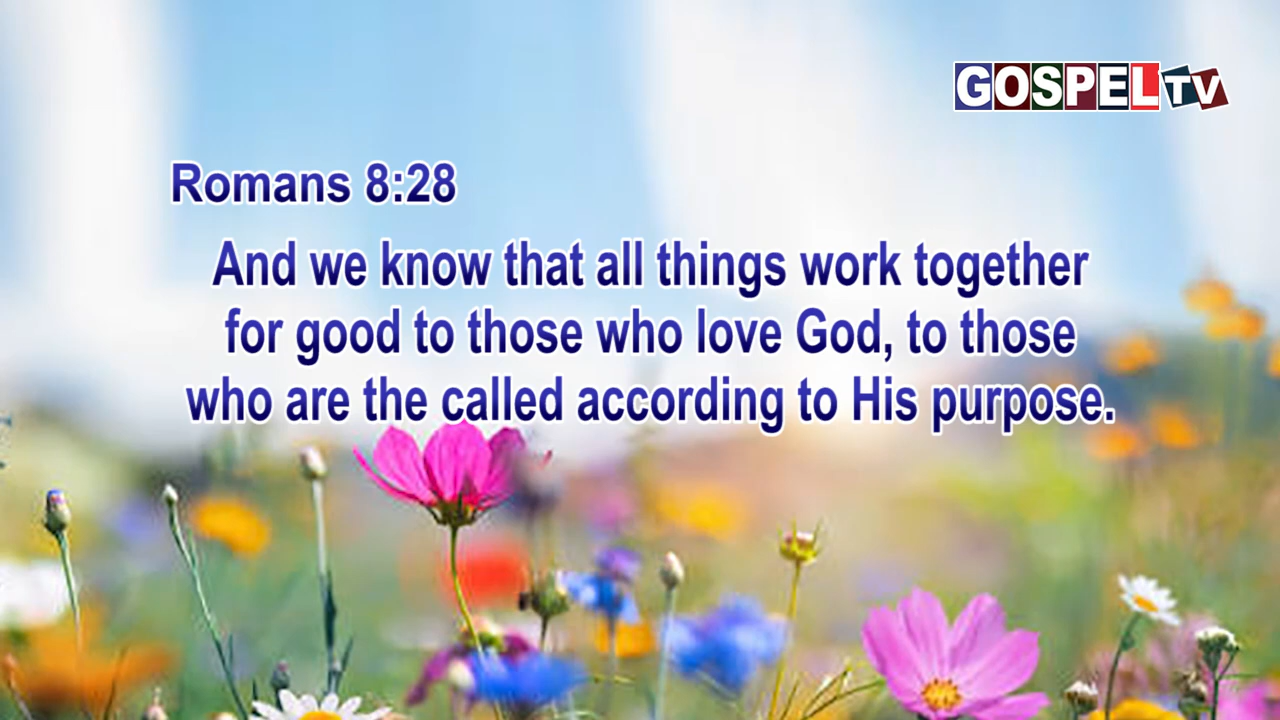 GOSPEL TV
Romans 8:28
And we know that all things work together
for good to those who love God, to those
who are the called according to His purpose.